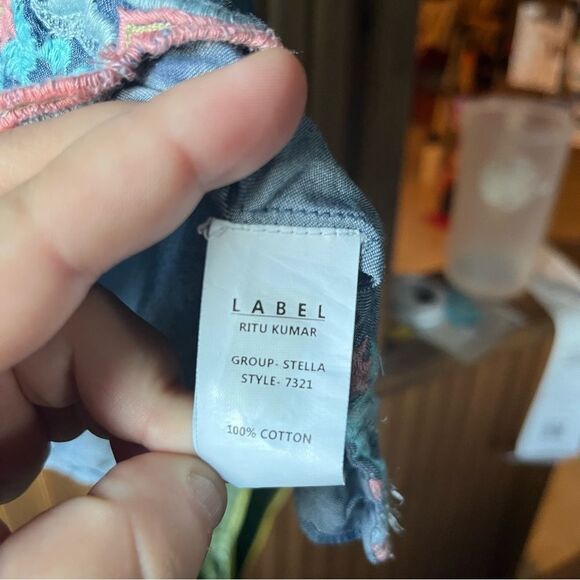 LABEL
RITU KUMAR
GROUP- STELLA
STYLE- 7321
100% COTTON